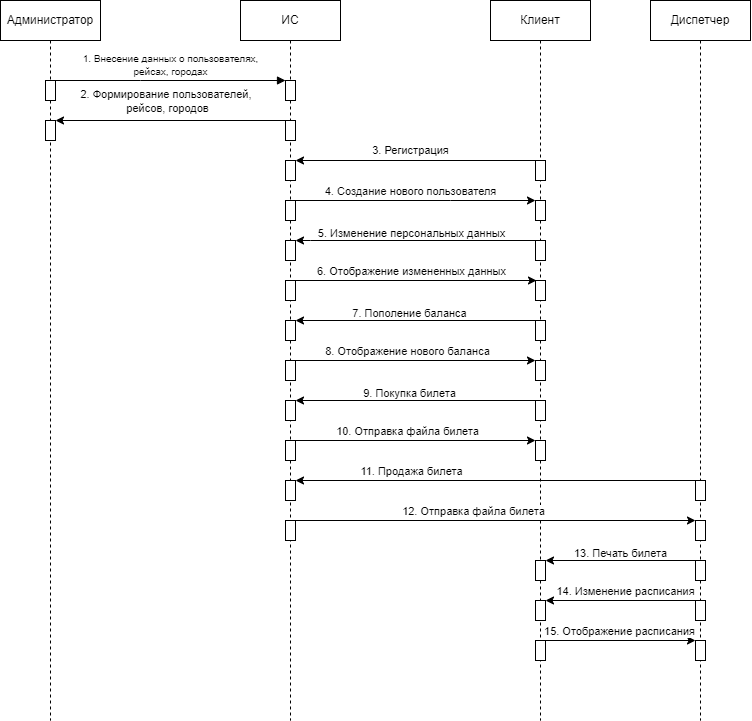 Администратор
ИС
Клиент
Диспетчер
1. Внесение данных о пользователях,
рейсах, городах
2. Формирование пользователей,
рейсов, городов
3. Регистрация
4. Создание нового пользователя
5. Изменение персональных данных
6. Отображение измененных данных
7. Пополение баланса
8. Отображение нового баланса
9. Покупка билета
10. Отправка файла билета
11. Продажа билета
12. Отправка файла билета
13. Печать билета
14. Изменение расписания
15. Отображение расписания